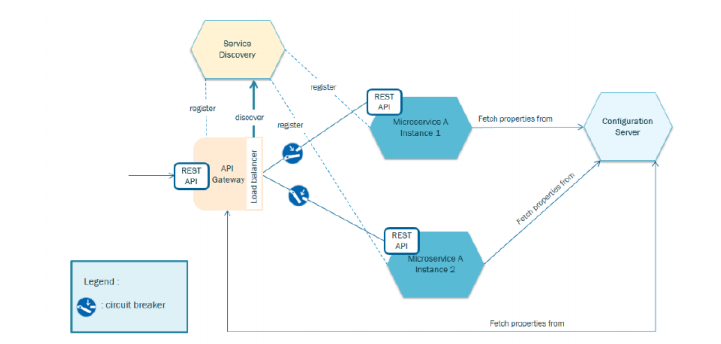 Service
Discovery
register
register
discover
register
REST
API
Microservice A
Instance 1
Fetch properties from
Configuration
Server
REST
API
API
Gateway
Load balancer
Fetch properties from
REST
API
Microservice A
Instance 2
Legend :
: circuit breaker
Fetch properties from